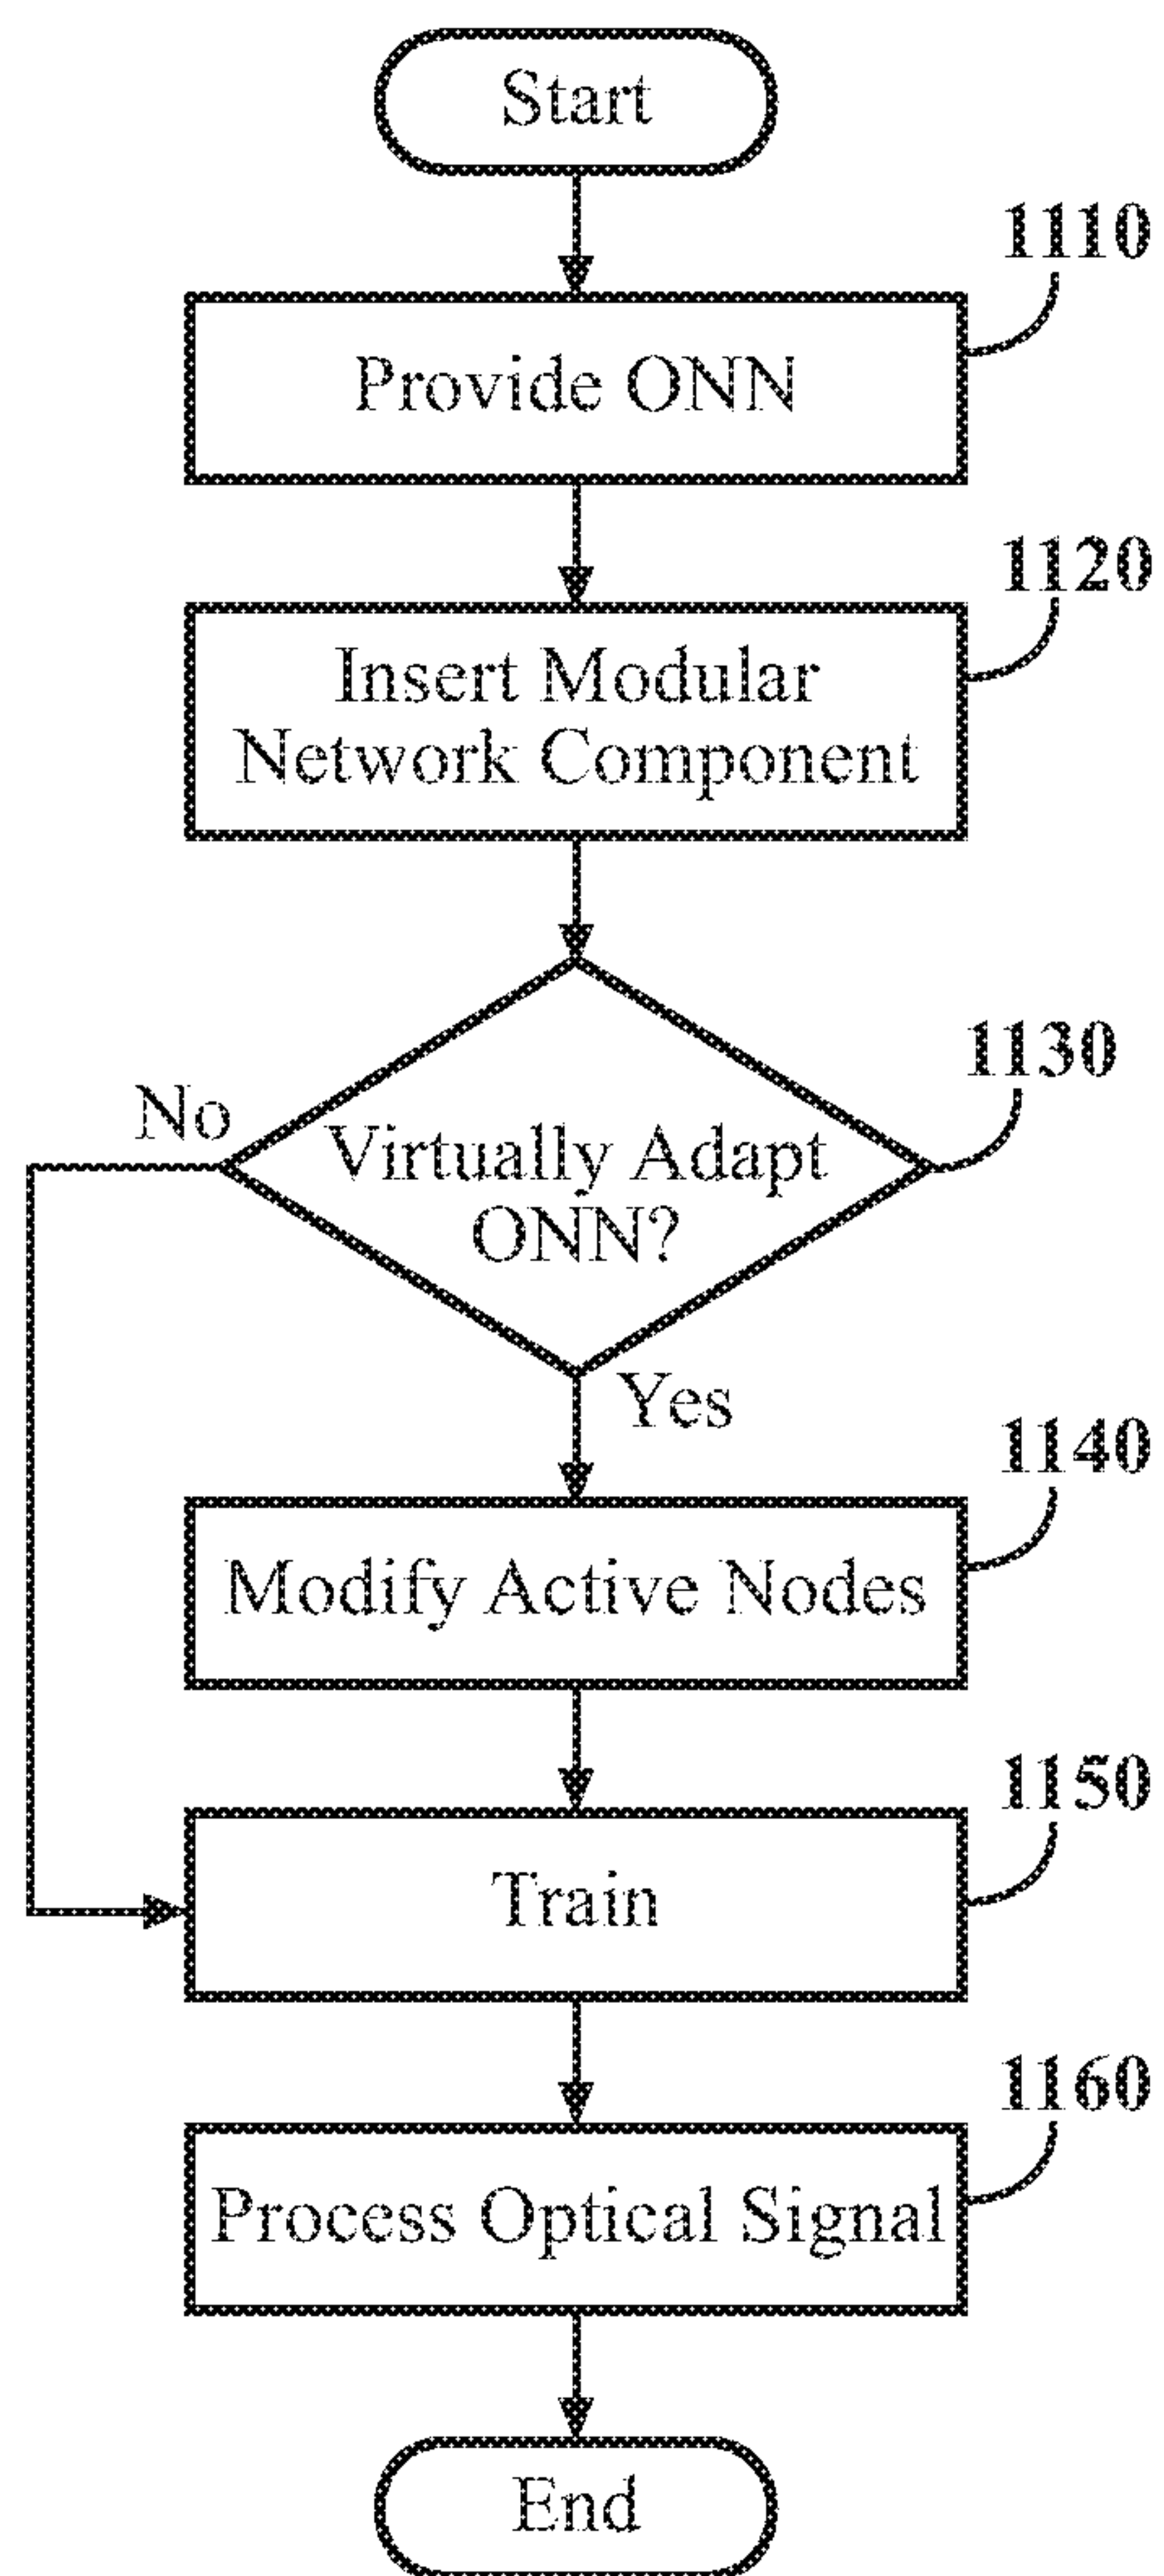 Start
1110
Provide ONN
1120
Insert Modular
Network Component
1130
No
Virtually Adapt
ONN?
Yes
1140
Modify Active Nodes
1150
Train
1160
Process Optical Signal
End